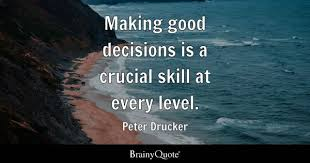 Making good
decisions is a
crucial skill at
every level.
Peter Drucker
BrainyQuote®